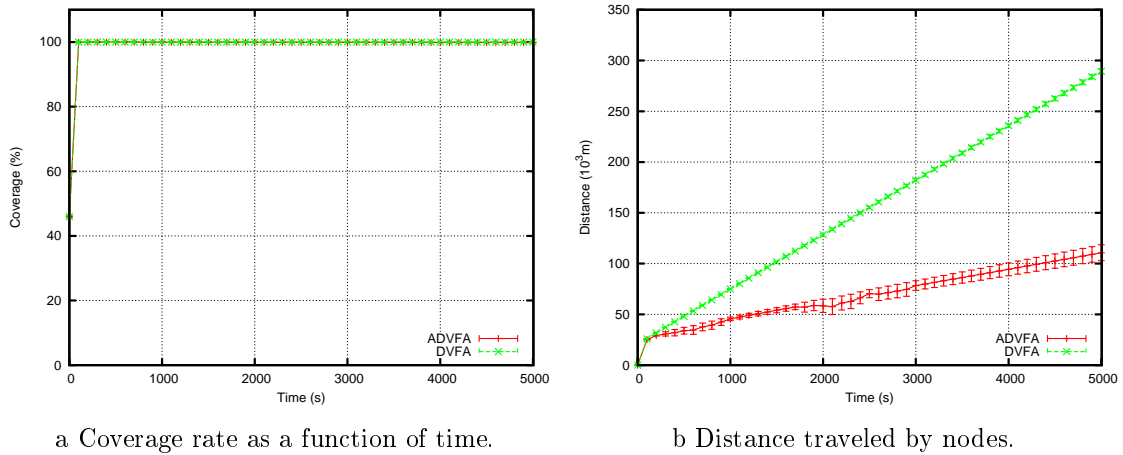 120
100
80
60
40
20
0
Coverage (%)
0
1000
2000
3000
4000
5000
Time (s)
ADVFA
DVFA
a Coverage rate as a function of time.
350
300
250
200
150
100
50
0
Distance (10³m)
0
1000
2000
3000
4000
5000
Time (s)
ADVFA
DVFA
b Distance traveled by nodes.